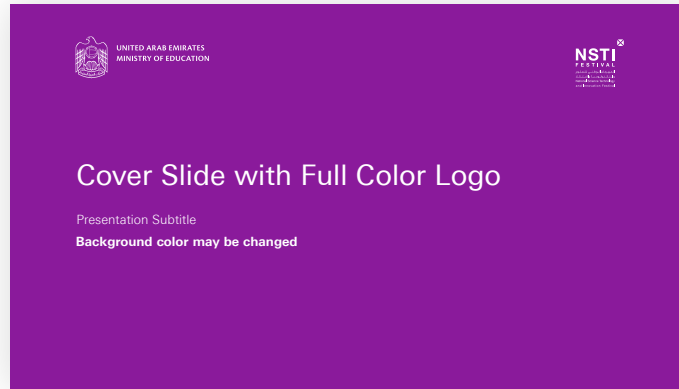 UNITED ARAB EMIRATES
MINISTRY OF EDUCATION
NSTI
FESTIVAL
Cover Slide with Full Color Logo
Presentation Subtitle
Background color may be changed